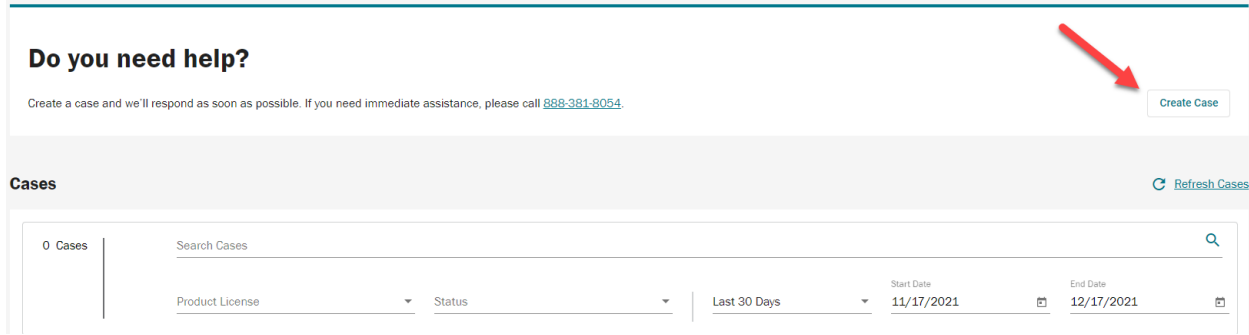 Do you need help?
Create a case and we'll respond as soon as possible. If you need immediate assistance, please call 888-381-8054.
Create Case
Cases
Refresh Cases
0 Cases
Search Cases
Product License
Status
Last 30 Days
Start Date
11/17/2021
End Date
12/17/2021